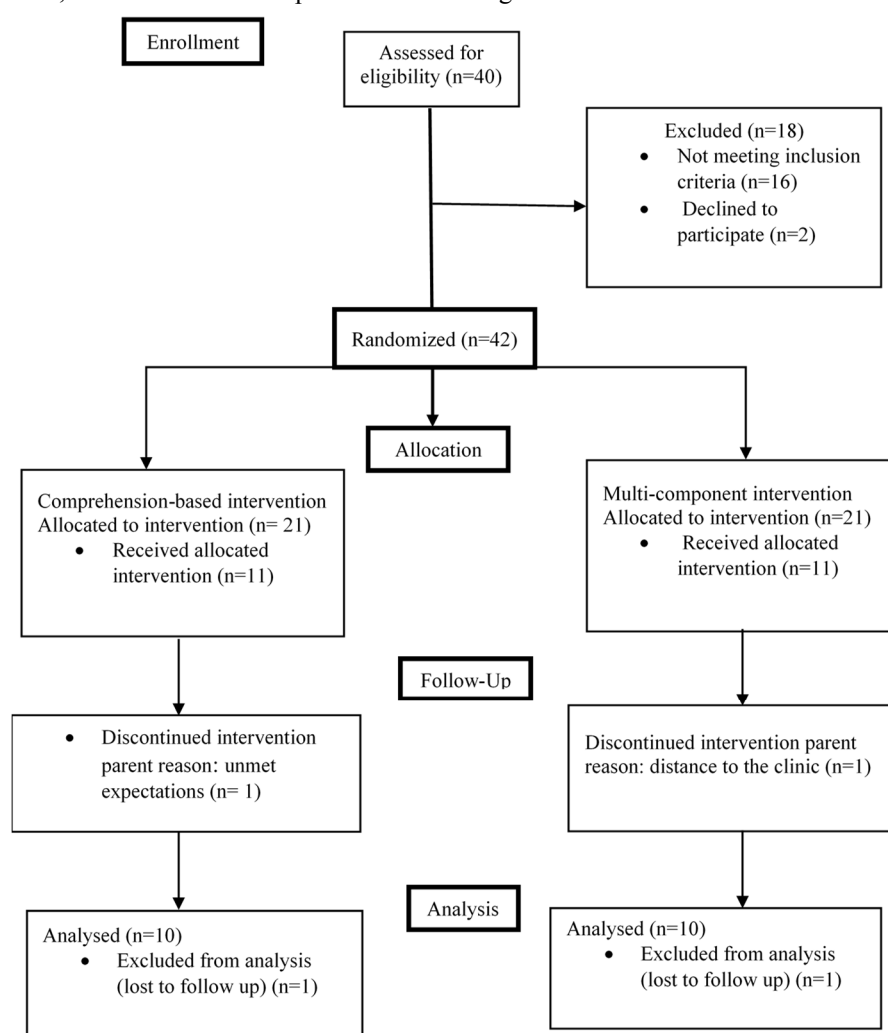 Enrollment
Assessed for
eligibility (n=40)
Excluded (n=18)
• Not meeting inclusion
criteria (n=16)
• Declined to
participate (n=2)
Randomized (n=42)
Allocation
Comprehension-based intervention
Allocated to intervention (n= 21)
• Received allocated
intervention (n=11)
Multi-component intervention
Allocated to intervention (n=21)
• Received allocated
intervention (n=11)
Follow-Up
• Discontinued intervention
parent reason: unmet
expectations (n= 1)
Discontinued intervention parent
reason: distance to the clinic (n=1)
Analysis
Analysed (n=10)
• Excluded from analysis
(lost to follow up) (n=1)
Analysed (n=10)
• Excluded from analysis
(lost to follow up) (n=1)